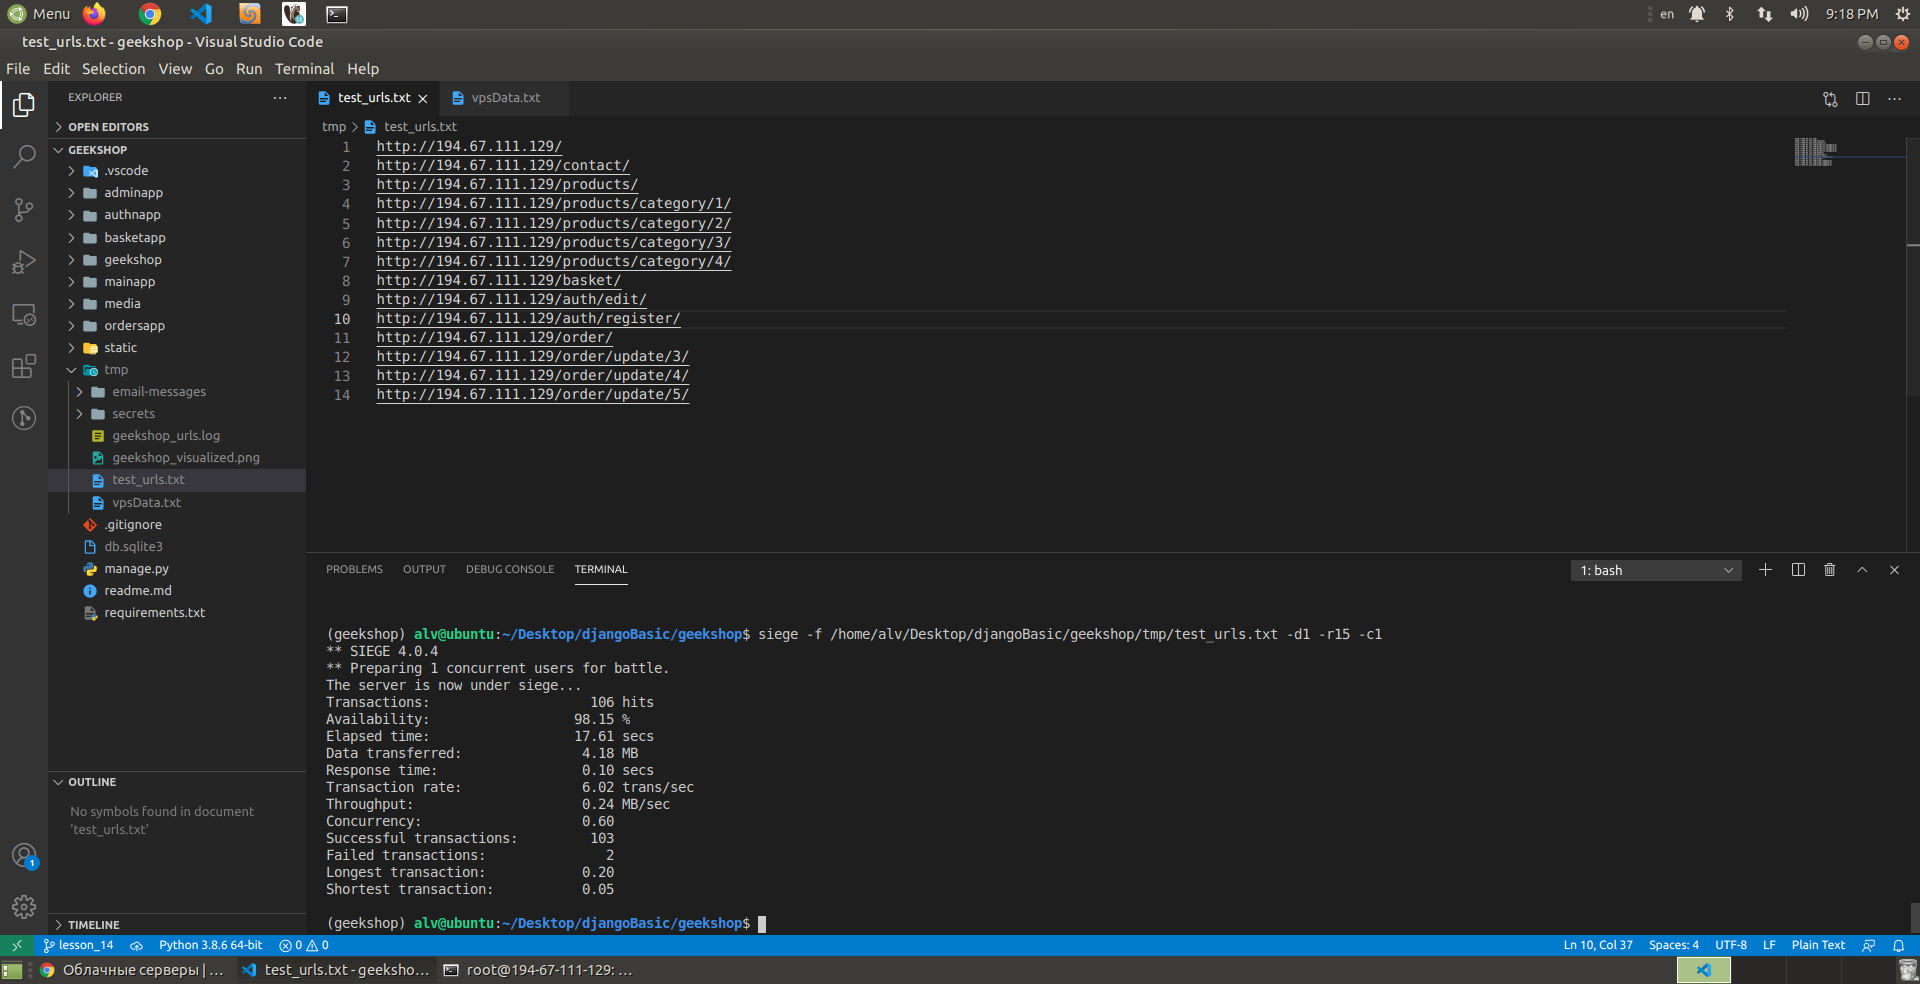 Menu
en
9:18 PM
test_urls.txt - geekshop - Visual Studio Code
File Edit Selection View Go Run Terminal Help
EXPLORER
OPEN EDITORS
GEEKSHOP
.vscode
adminapp
authnapp
basketapp
geekshop
mainapp
media
ordersapp
static
tmp
email-messages
secrets
geekshop_urls.log
geekshop_visualized.png
test_urls.txt
vpsData.txt
.gitignore
db.sqlite3
manage.py
readme.md
requirements.txt
OUTLINE
No symbols found in document
'test_urls.txt'
TIMELINE
1
test_urls.txt
vpsData.txt
tmp > test_urls.txt
1 http://194.67.111.129/
2 http://194.67.111.129/contact/
3 http://194.67.111.129/products/
4 http://194.67.111.129/products/category/1/
5 http://194.67.111.129/products/category/2/
6 http://194.67.111.129/products/category/3/
7 http://194.67.111.129/products/category/4/
8 http://194.67.111.129/basket/
9 http://194.67.111.129/auth/edit/
10 http://194.67.111.129/auth/register/
11 http://194.67.111.129/order/
12 http://194.67.111.129/order/update/3/
13 http://194.67.111.129/order/update/4/
14 http://194.67.111.129/order/update/5/
PROBLEMS OUTPUT DEBUG CONSOLE TERMINAL
1: bash
(geekshop) alv@ubuntu:~/Desktop/djangoBasic/geekshop$ siege -f /home/alv/Desktop/djangoBasic/geekshop/tmp/test_urls.txt -d1 -r15 -c1
** SIEGE 4.0.4
** Preparing 1 concurrent users for battle.
The server is now under siege...
Transactions: 106 hits
Availability: 98.15 %
Elapsed time: 17.61 secs
Data transferred: 4.18 MB
Response time: 0.10 secs
Transaction rate: 6.02 trans/sec
Throughput: 0.24 MB/sec
Concurrency: 0.60
Successful transactions: 103
Failed transactions: 2
Longest transaction: 0.20
Shortest transaction: 0.05
(geekshop) alv@ubuntu:~/Desktop/djangoBasic/geekshop$
lesson_14 Python 3.8.6 64-bit 0 0
Ln 10, Col 37 Spaces: 4 UTF-8 LF Plain Text
Облачные серверы | ...
test_urls.txt - geeksho...
root@194-67-111-129: ...